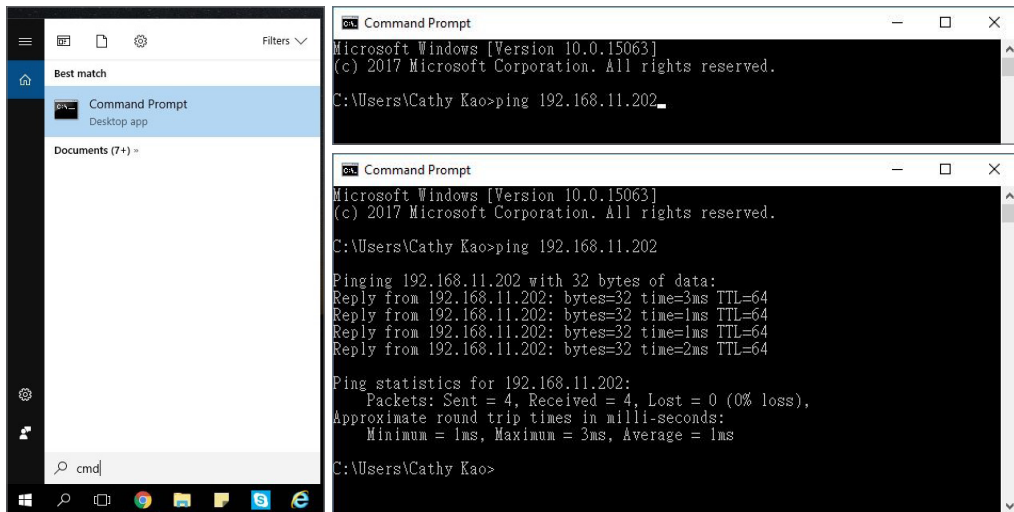 Filters
Best match
Command Prompt
Desktop app
Documents (7+) »
cmd
Command Prompt
Microsoft Windows [Version 10.0.15063]
(c) 2017 Microsoft Corporation. All rights reserved.
C:\Users\Cathy Kao>ping 192.168.11.202
Command Prompt
Microsoft Windows [Version 10.0.15063]
(c) 2017 Microsoft Corporation. All rights reserved.
C:\Users\Cathy Kao>ping 192.168.11.202
Pinging 192.168.11.202 with 32 bytes of data:
Reply from 192.168.11.202: bytes=32 time=3ms TTL=64
Reply from 192.168.11.202: bytes=32 time=1ms TTL=64
Reply from 192.168.11.202: bytes=32 time=1ms TTL=64
Reply from 192.168.11.202: bytes=32 time=2ms TTL=64
Ping statistics for 192.168.11.202:
Packets: Sent = 4, Received = 4, Lost = 0 (0% loss),
Approximate round trip times in milli-seconds:
Minimum = 1ms, Maximum = 3ms, Average = 1ms
C:\Users\Cathy Kao>